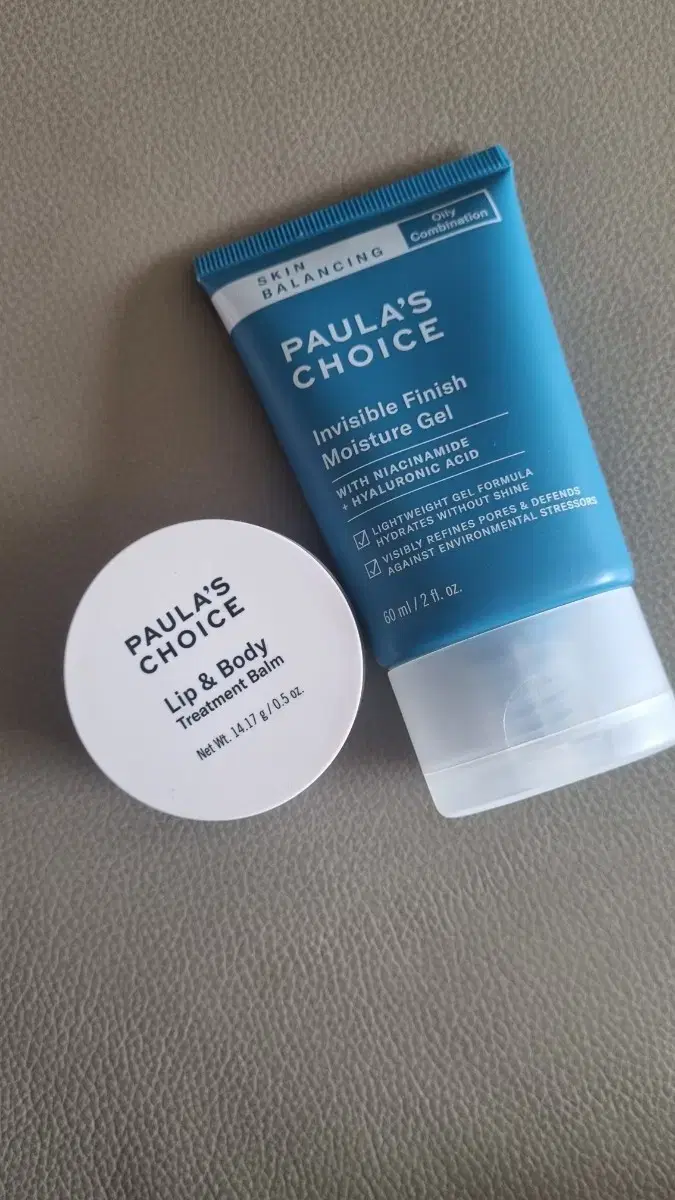 SKIN
BALANCING
Oily
Combination
PAULA'S
CHOICE
Invisible Finish
Moisture Gel
WITH NIACINAMIDE
+ HYALURONIC ACID
LIGHTWEIGHT GEL FORMULA
HYDRATES WITHOUT SHINE
VISIBLY REFINES PORES & DEFENDS
AGAINST ENVIRONMENTAL STRESSORS
60 ml / 2 fl. oz.
PAULA'S
CHOICE
Lip & Body
Treatment Balm
Net Wt. 14.17 g / 0.5 oz.